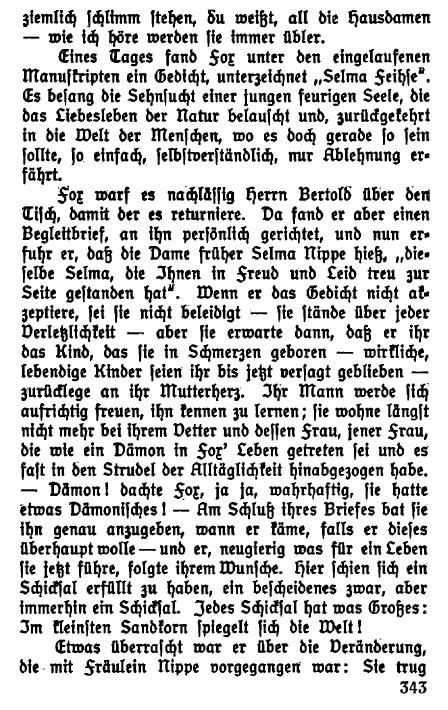 ziemlich schlimm stehen, du weißt, all die Hausdamen
— wie ich höre werden sie immer übler.
Eines Tages fand Fox unter den eingelaufenen
Manuskripten ein Gedicht, unterzeichnet „Selma Feihse“.
Es besang die Sehnsucht einer jungen feurigen Seele, die
das Liebesleben der Natur belauscht und, zurückgekehrt
in die Welt der Menschen, wo es doch gerade so sein
sollte, so einfach, selbstverständlich, nur Ablehnung er-
fährt.
Fox warf es nachlässig Herrn Bertold über den
Tisch, damit der es returniere. Da fand er aber einen
Begleitbrief, an ihn persönlich gerichtet, und nun er-
fuhr er, daß die Dame früher Selma Nippe hieß, „die-
selbe Selma, die Ihnen in Freud und Leid treu zur
Seite gestanden hat“. Wenn er das Gedicht nicht ak-
zeptiere, sei sie nicht beleidigt — sie stände über jeder
Verletzlichkeit — aber sie erwarte dann, daß er ihr
das Kind, das sie in Schmerzen geboren — wirkliche,
lebendige Kinder seien ihr bis jetzt versagt geblieben —
zurücklege an ihr Mutterherz. Ihr Mann werde sich
aufrichtig freuen, ihn kennen zu lernen; sie wohne längst
nicht mehr bei ihrem Vetter und dessen Frau, jener Frau,
die wie ein Dämon in Fox’ Leben getreten sei und es
fast in den Strudel der Alltäglichkeit hinabgezogen habe.
— Dämon! dachte Fox, ja ja, wahrhaftig, sie hatte
etwas Dämonisches! — Am Schluß ihres Briefes bat sie
ihn genau anzugeben, wann er käme, falls er dieses
überhaupt wolle — und er, neugierig was für ein Leben
sie jetzt führe, folgte ihrem Wunsche. Hier schien sich ein
Schicksal erfüllt zu haben, ein bescheidenes zwar, aber
immerhin ein Schicksal. Jedes Schicksal hat was Großes:
Im kleinsten Sandkorn spiegelt sich die Welt!
Etwas überrascht war er über die Veränderung,
die mit Fräulein Nippe vorgegangen war: Sie trug
343